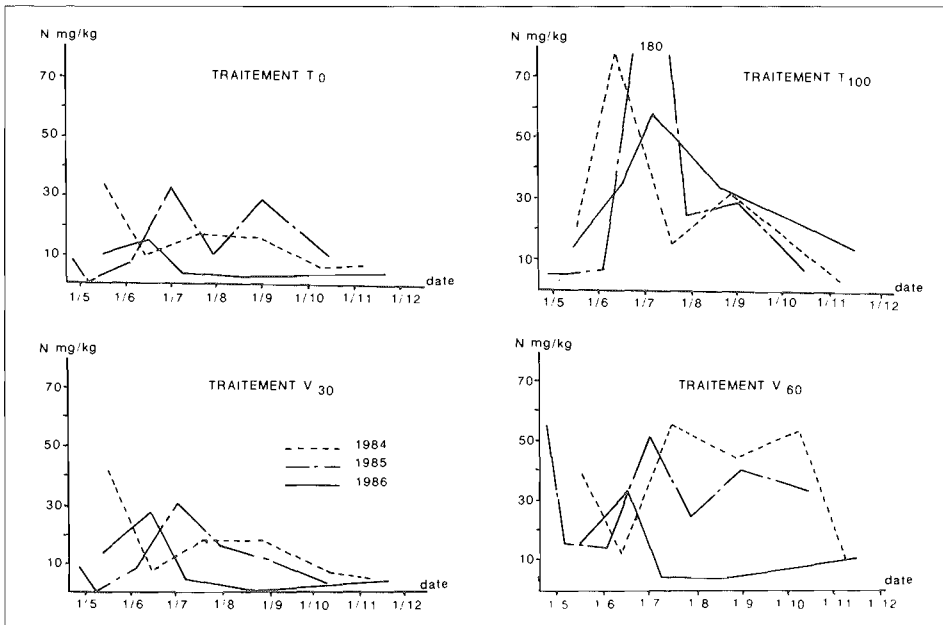 N mg/kg
TRAITEMENT T 0
70
50
30
10
date
1/5 1/6 1/7 1/8 1/9 1/10 1/11 1/12
N mg/kg
180
TRAITEMENT T 100
70
50
30
10
date
1/5 1/6 1/7 1/8 1/9 1/10 1/11 1/12
N mg/kg
TRAITEMENT V 30
70
50
30
10
1984
1985
1986
date
1/5 1/6 1/7 1/8 1/9 1/10 1/11 1/12
N mg/kg
TRAITEMENT V 60
70
50
30
10
date
1 5 1 6 1 7 1 8 1 9 1 10 1 11 1 12